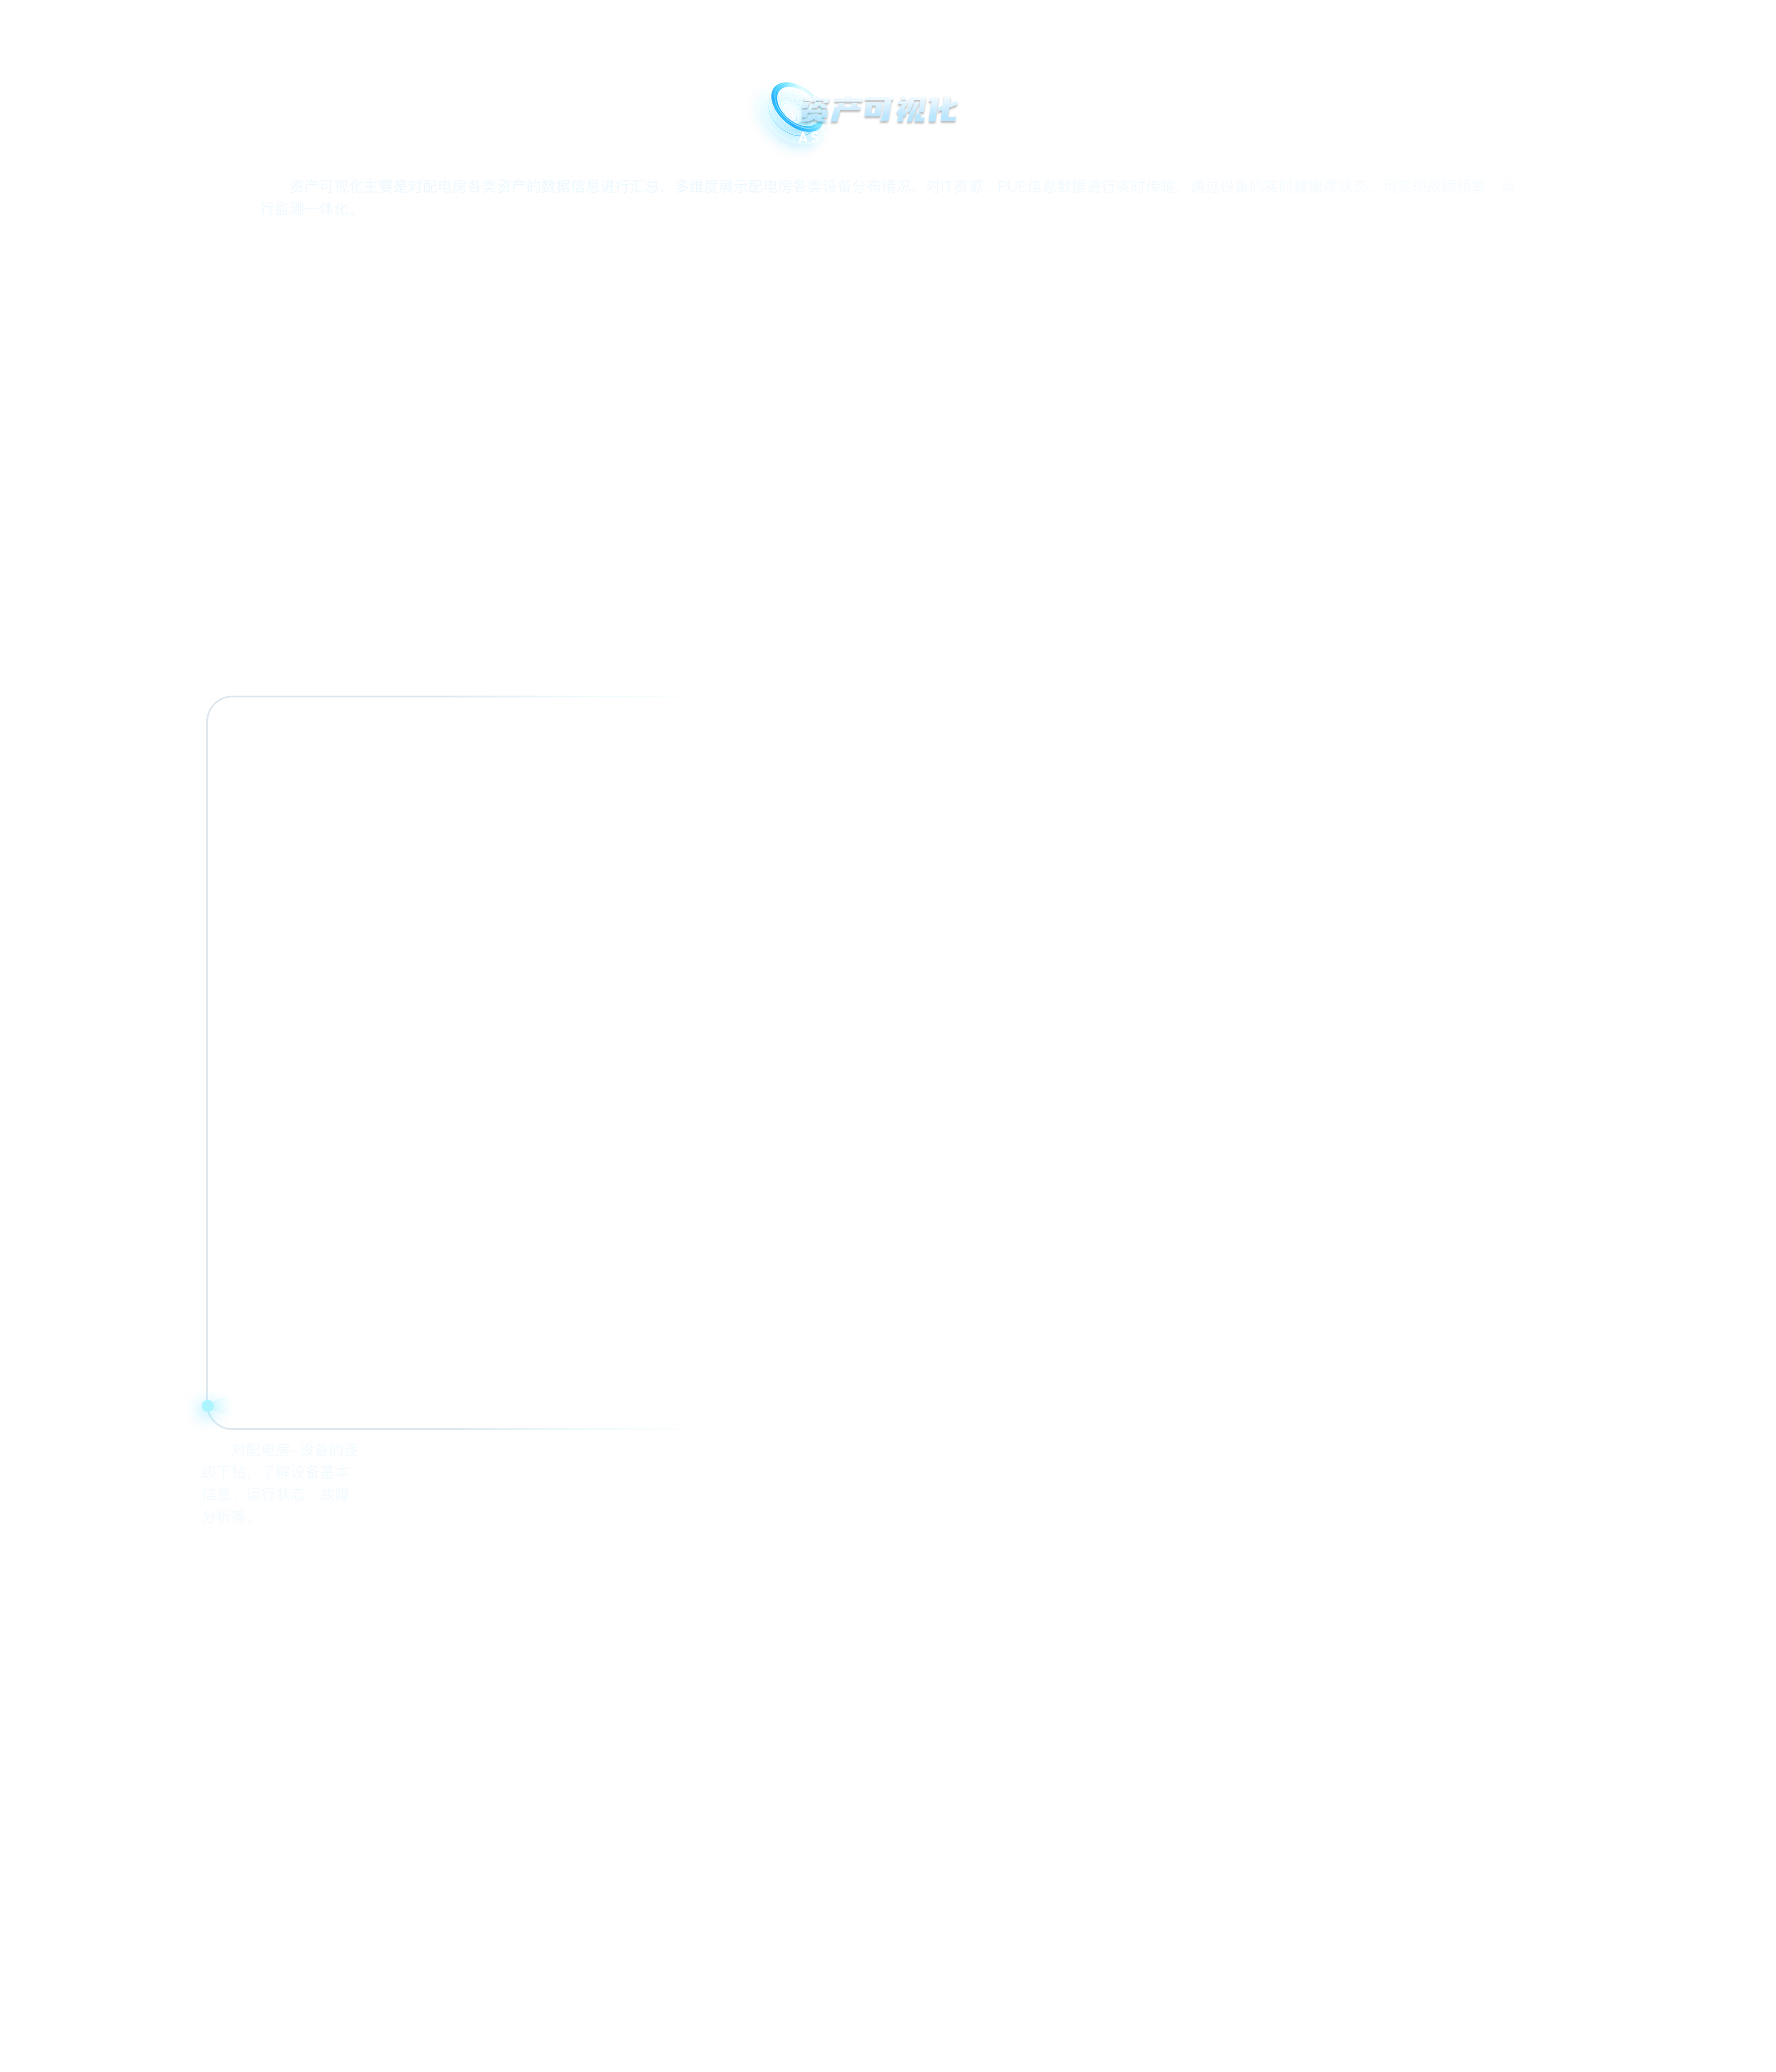 资产可视化
AS
资产可视化主要是对配电房各类资产的数据信息进行汇总，多维度展示配电房各类设备分布情况，对IT资源、PUE信息数据进行实时传输，通过设备的实时健康度状态，可实现故障预警、运
行监测一体化。
对配电房-设备的逐
级下钻，了解设备基本
信息、运行状态、故障
分析等。